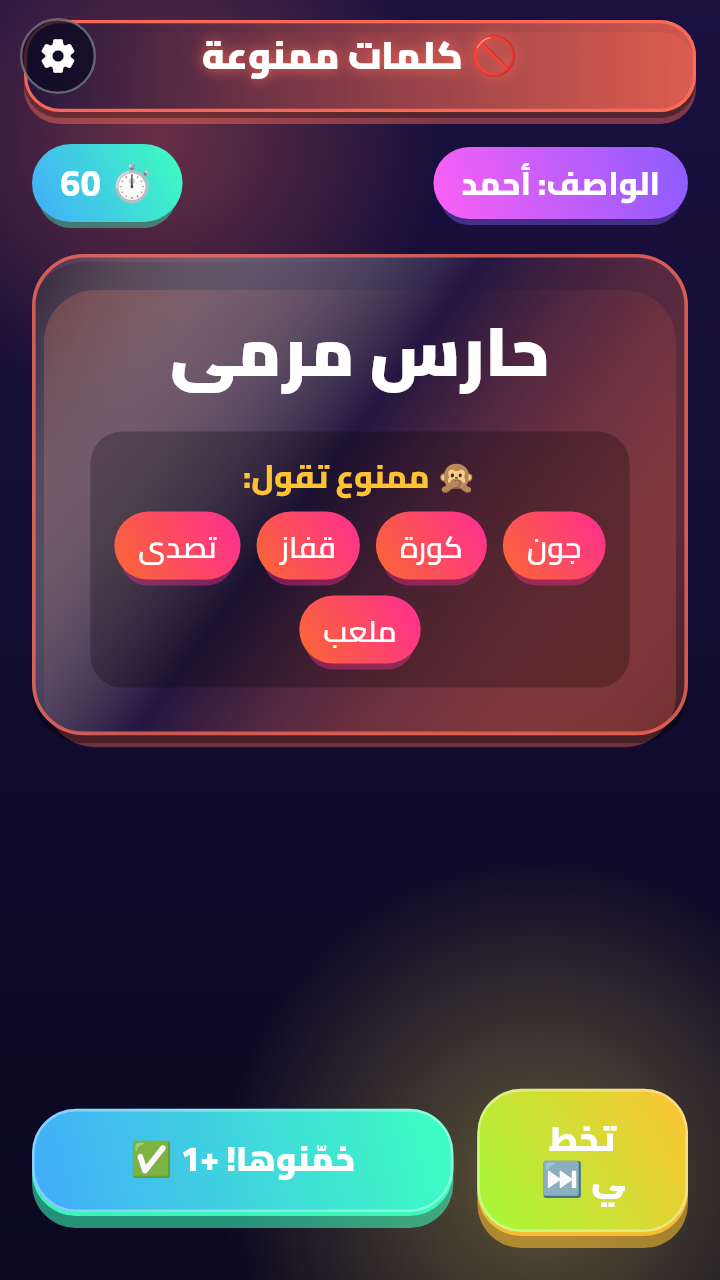 🚫 كلمات ممنوعة
الواصف: أحمد
⏱️ 60
حارس مرمى
🙊 ممنوع تقول:
جون كورة قفاز تصدى
ملعب
تخط
ي ⏭️
خمّنوها! +1 ✅